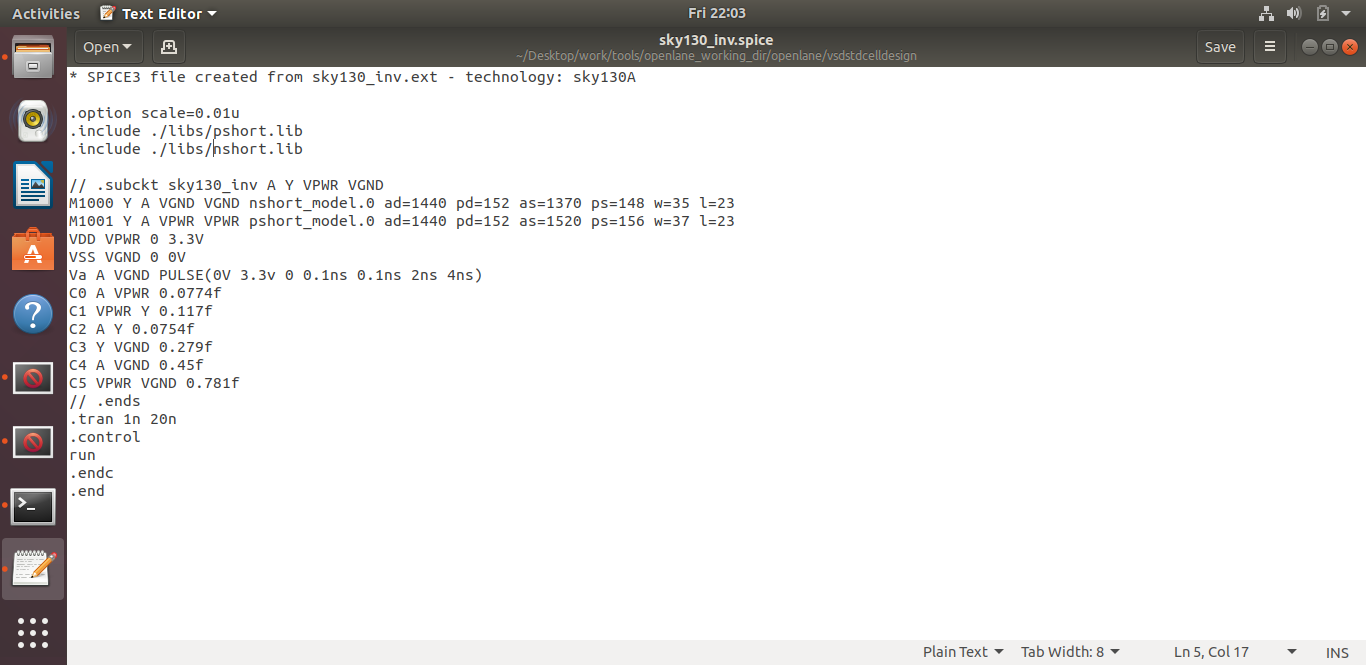 Activities Text Editor Fri 22:03
Open sky130_inv.spice Save
~/Desktop/work/tools/openlane_working_dir/openlane/vsdstdcelldesign
* SPICE3 file created from sky130_inv.ext - technology: sky130A
.option scale=0.01u
.include ./libs/pshort.lib
.include ./libs/nshort.lib
// .subckt sky130_inv A Y VPWR VGND
M1000 Y A VGND VGND nshort_model.0 ad=1440 pd=152 as=1370 ps=148 w=35 l=23
M1001 Y A VPWR VPWR pshort_model.0 ad=1440 pd=152 as=1520 ps=156 w=37 l=23
VDD VPWR 0 3.3V
VSS VGND 0 0V
Va A VGND PULSE(0V 3.3v 0 0.1ns 0.1ns 2ns 4ns)
C0 A VPWR 0.0774f
C1 VPWR Y 0.117f
C2 A Y 0.0754f
C3 Y VGND 0.279f
C4 A VGND 0.45f
C5 VPWR VGND 0.781f
// .ends
.tran 1n 20n
.control
run
.endc
.end
Plain Text Tab Width: 8 Ln 5, Col 17 INS